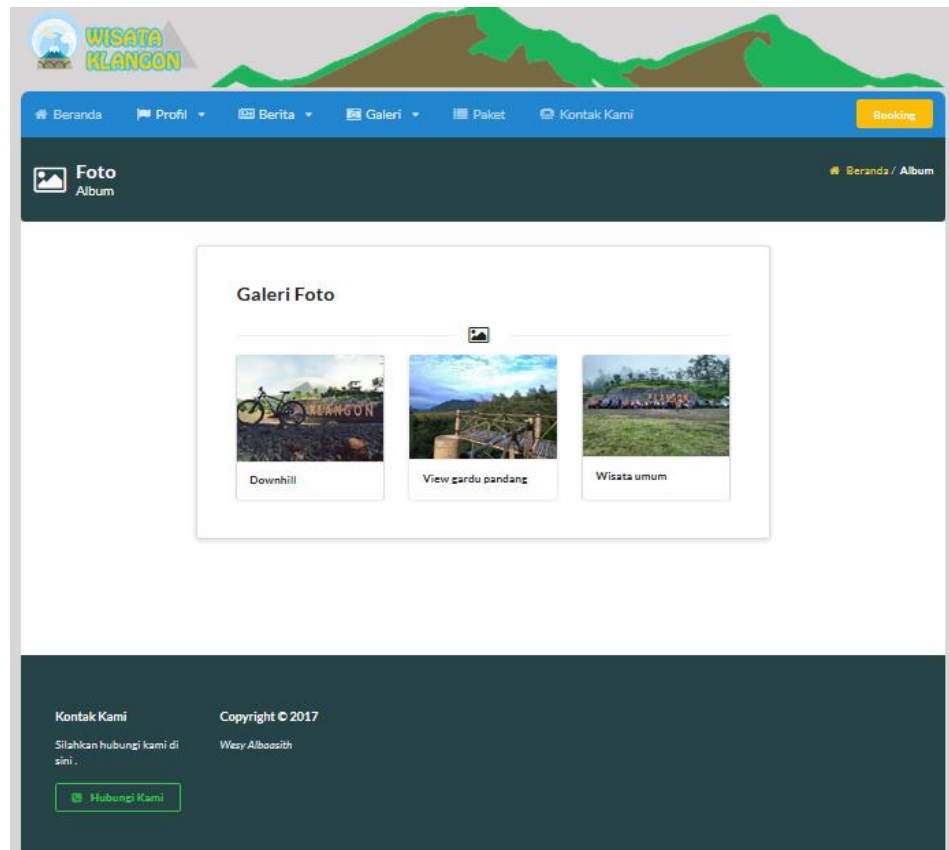 WISATA
KLANGON
Beranda Profil Berita Galeri Paket Kontak Kami Booking
Foto
Album
Beranda / Album
Galeri Foto
KLANGON
KLANGON
Downhill View gardu pandang Wisata umum
Kontak Kami Copyright © 2017
Silahkan hubungi kami di Wesy Albaasith
sini .
Hubungi Kami